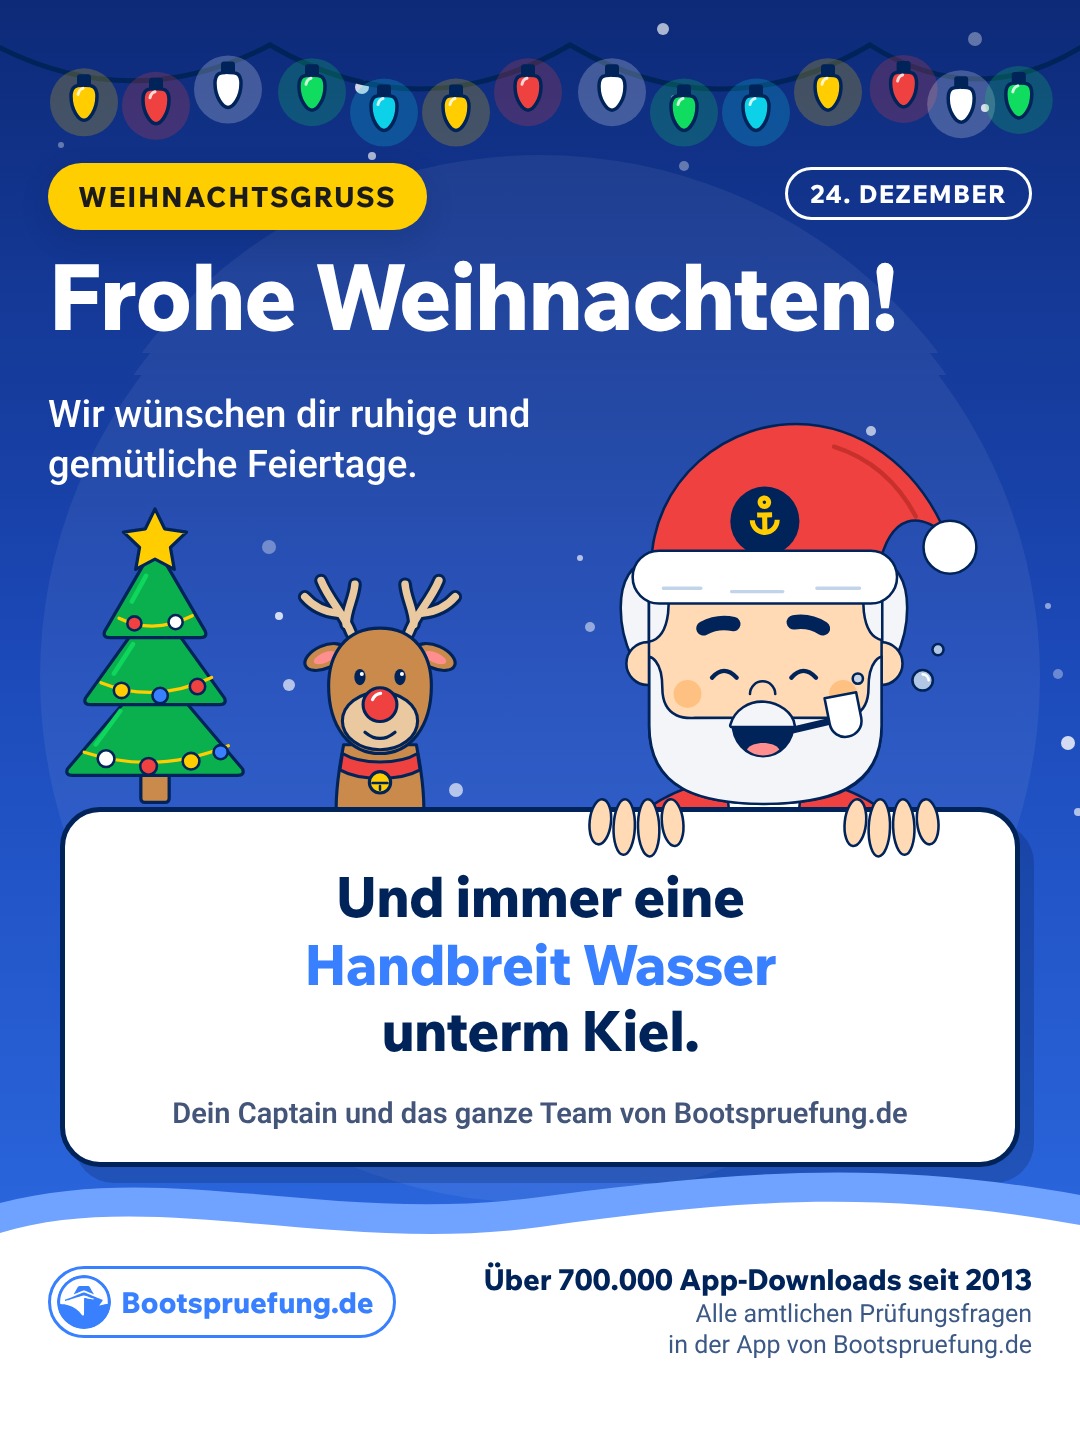 WEIHNACHTSGRUSS
24. DEZEMBER
Frohe Weihnachten!
Wir wünschen dir ruhige und
gemütliche Feiertage.
Und immer eine
Handbreit Wasser
unterm Kiel.
Dein Captain und das ganze Team von Bootspruefung.de
Bootspruefung.de
Über 700.000 App-Downloads seit 2013
Alle amtlichen Prüfungsfragen
in der App von Bootspruefung.de